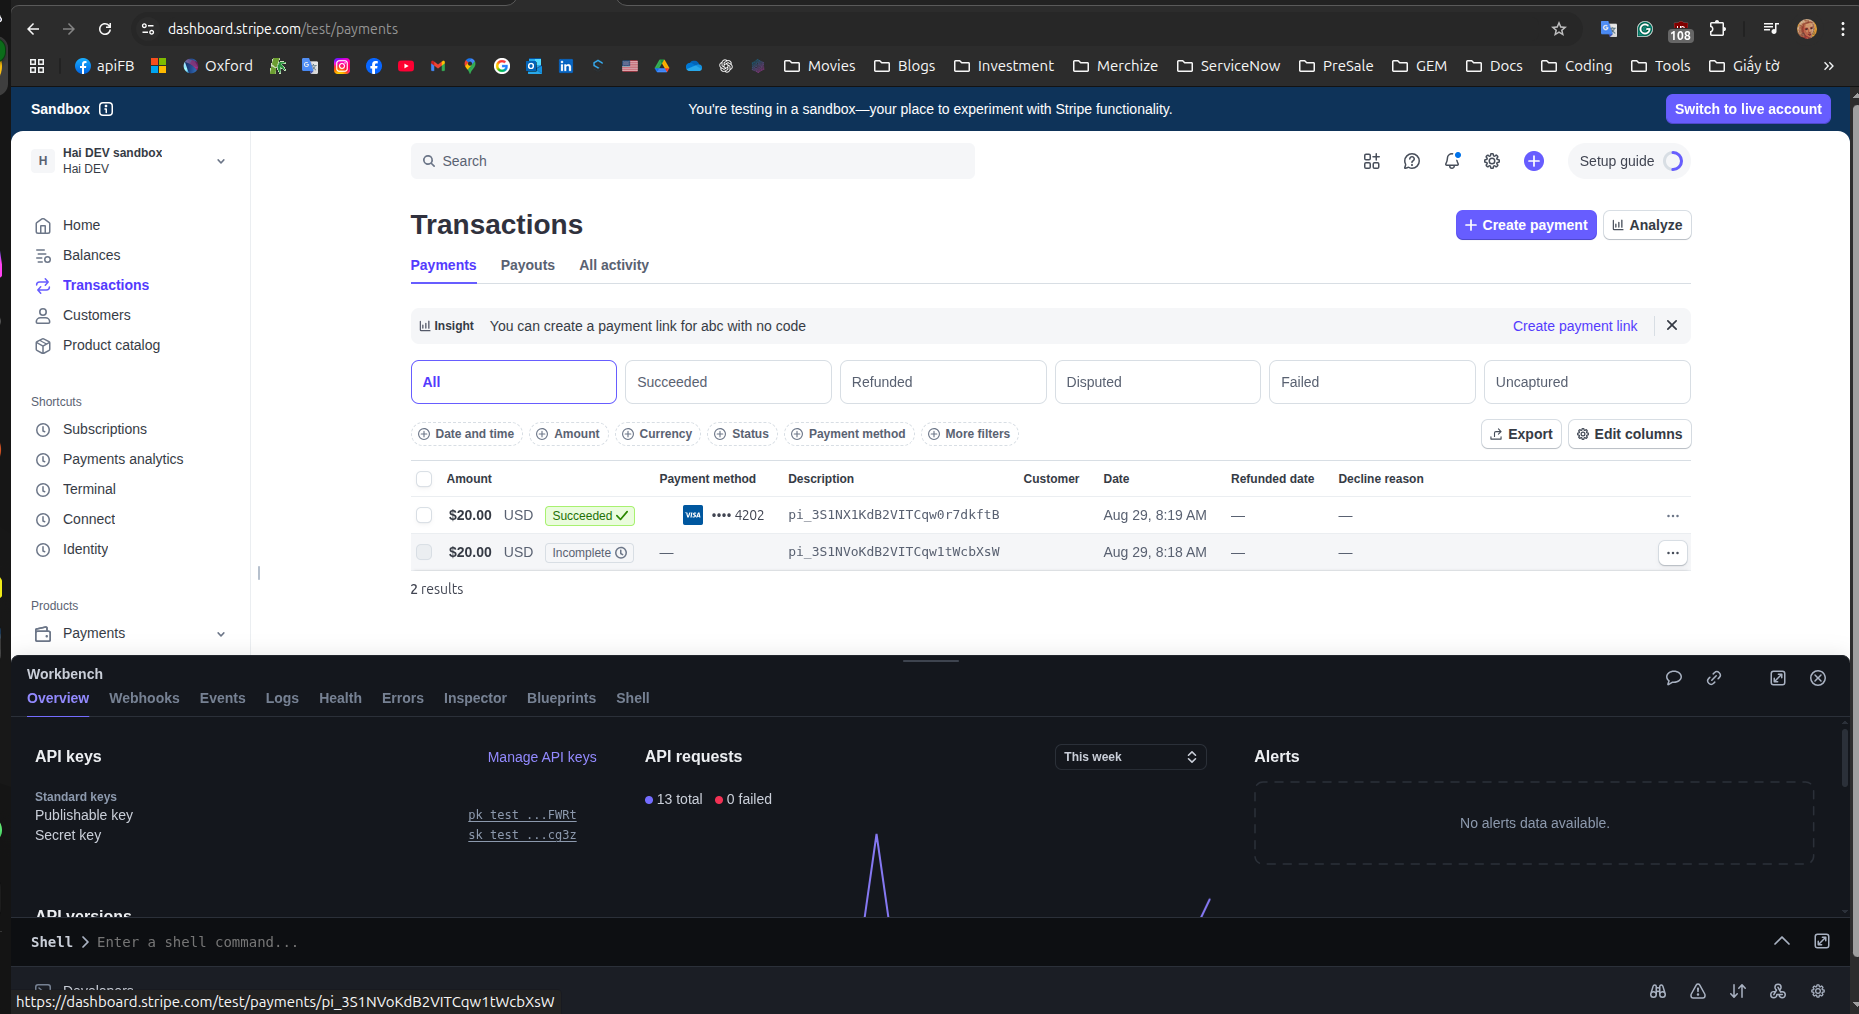 dashboard.stripe.com/test/payments
108
apiFB
Oxford
Movies
Blogs
Investment
Merchize
ServiceNow
PreSale
GEM
Docs
Coding
Tools
Giấy tờ
Sandbox
You're testing in a sandbox—your place to experiment with Stripe functionality.
Switch to live account
H
Hai DEV sandbox
Hai DEV
Search
Setup guide
Home
Balances
Transactions
Customers
Product catalog
Shortcuts
Subscriptions
Payments analytics
Terminal
Connect
Identity
Products
Payments
Transactions
+ Create payment
Analyze
Payments Payouts All activity
Insight You can create a payment link for abc with no code
Create payment link
All Succeeded Refunded Disputed Failed Uncaptured
Date and time Amount Currency Status Payment method More filters
Export Edit columns
Amount Payment method Description Customer Date Refunded date Decline reason
$20.00 USD Succeeded VISA •••• 4202 pi_3S1NX1KdB2VITCqw0r7dkftB Aug 29, 8:19 AM — — ...
$20.00 USD Incomplete — pi_3S1NVoKdB2VITCqw1tWcbXsW Aug 29, 8:18 AM — — ...
2 results
Workbench
Overview Webhooks Events Logs Health Errors Inspector Blueprints Shell
API keys
Manage API keys
Standard keys
Publishable key pk_test_...FWRt
Secret key sk_test_...cq3z
API versions
API requests
This week
13 total 0 failed
Alerts
No alerts data available.
Shell > Enter a shell command...
Developers
https://dashboard.stripe.com/test/payments/pi_3S1NVoKdB2VITCqw1tWcbXsW